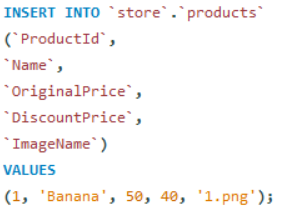 INSERT INTO `store`.`products`
(`ProductId`,
`Name`,
`OriginalPrice`,
`DiscountPrice`,
`ImageName`)
VALUES
(1, 'Banana', 50, 40, '1.png');